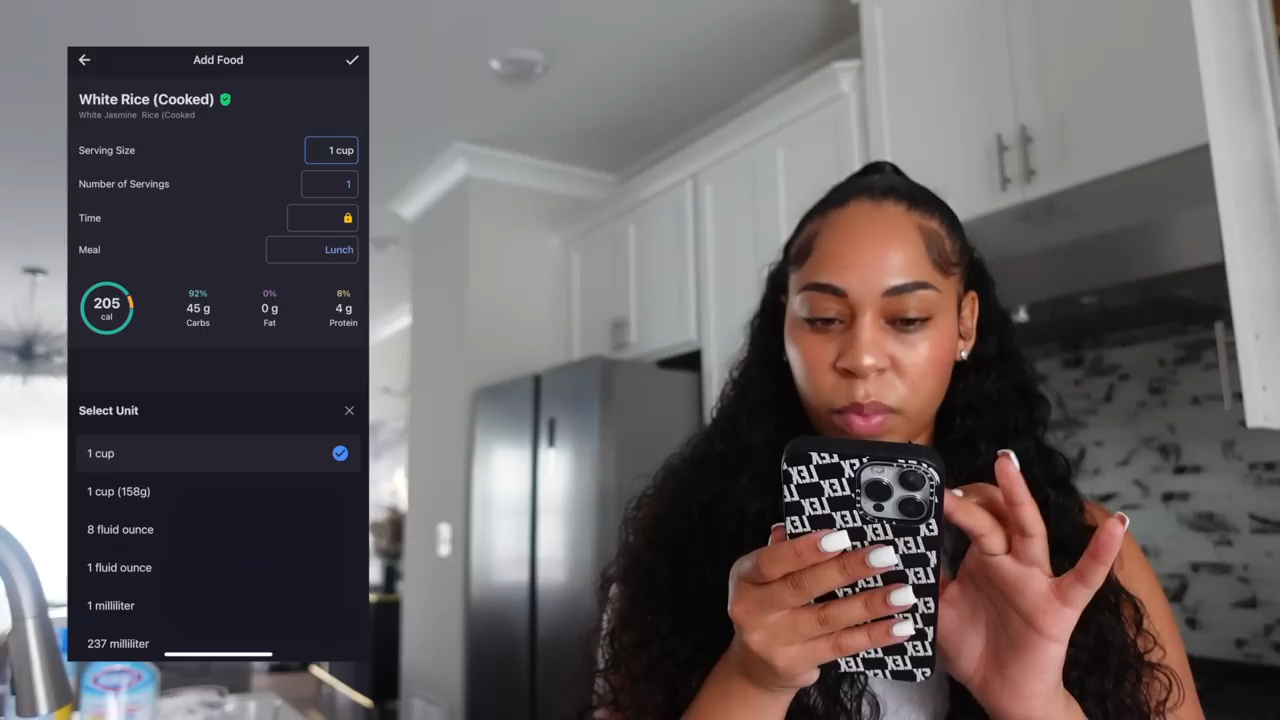 Add Food
White Rice (Cooked)
White Jasmine Rice (Cooked
Serving Size 1 cup
Number of Servings 1
Time
Meal Lunch
205 cal
92% 45 g Carbs
0% 0 g Fat
8% 4 g Protein
Select Unit
1 cup
1 cup (158g)
8 fluid ounce
1 fluid ounce
1 milliliter
237 milliliter
LEX